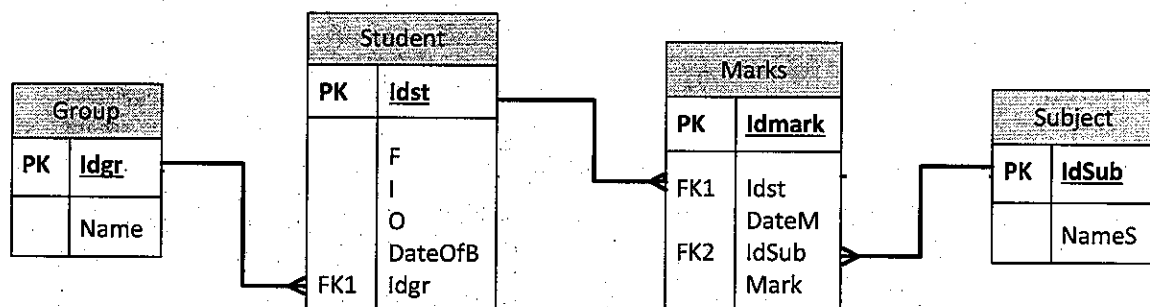 Group
PK Idgr
Name
Student
PK Idst
F
I
O
DateOfB
FK1 Idgr
Marks
PK Idmark
FK1 Idst
DateM
FK2 IdSub
Mark
Subject
PK IdSub
NameS